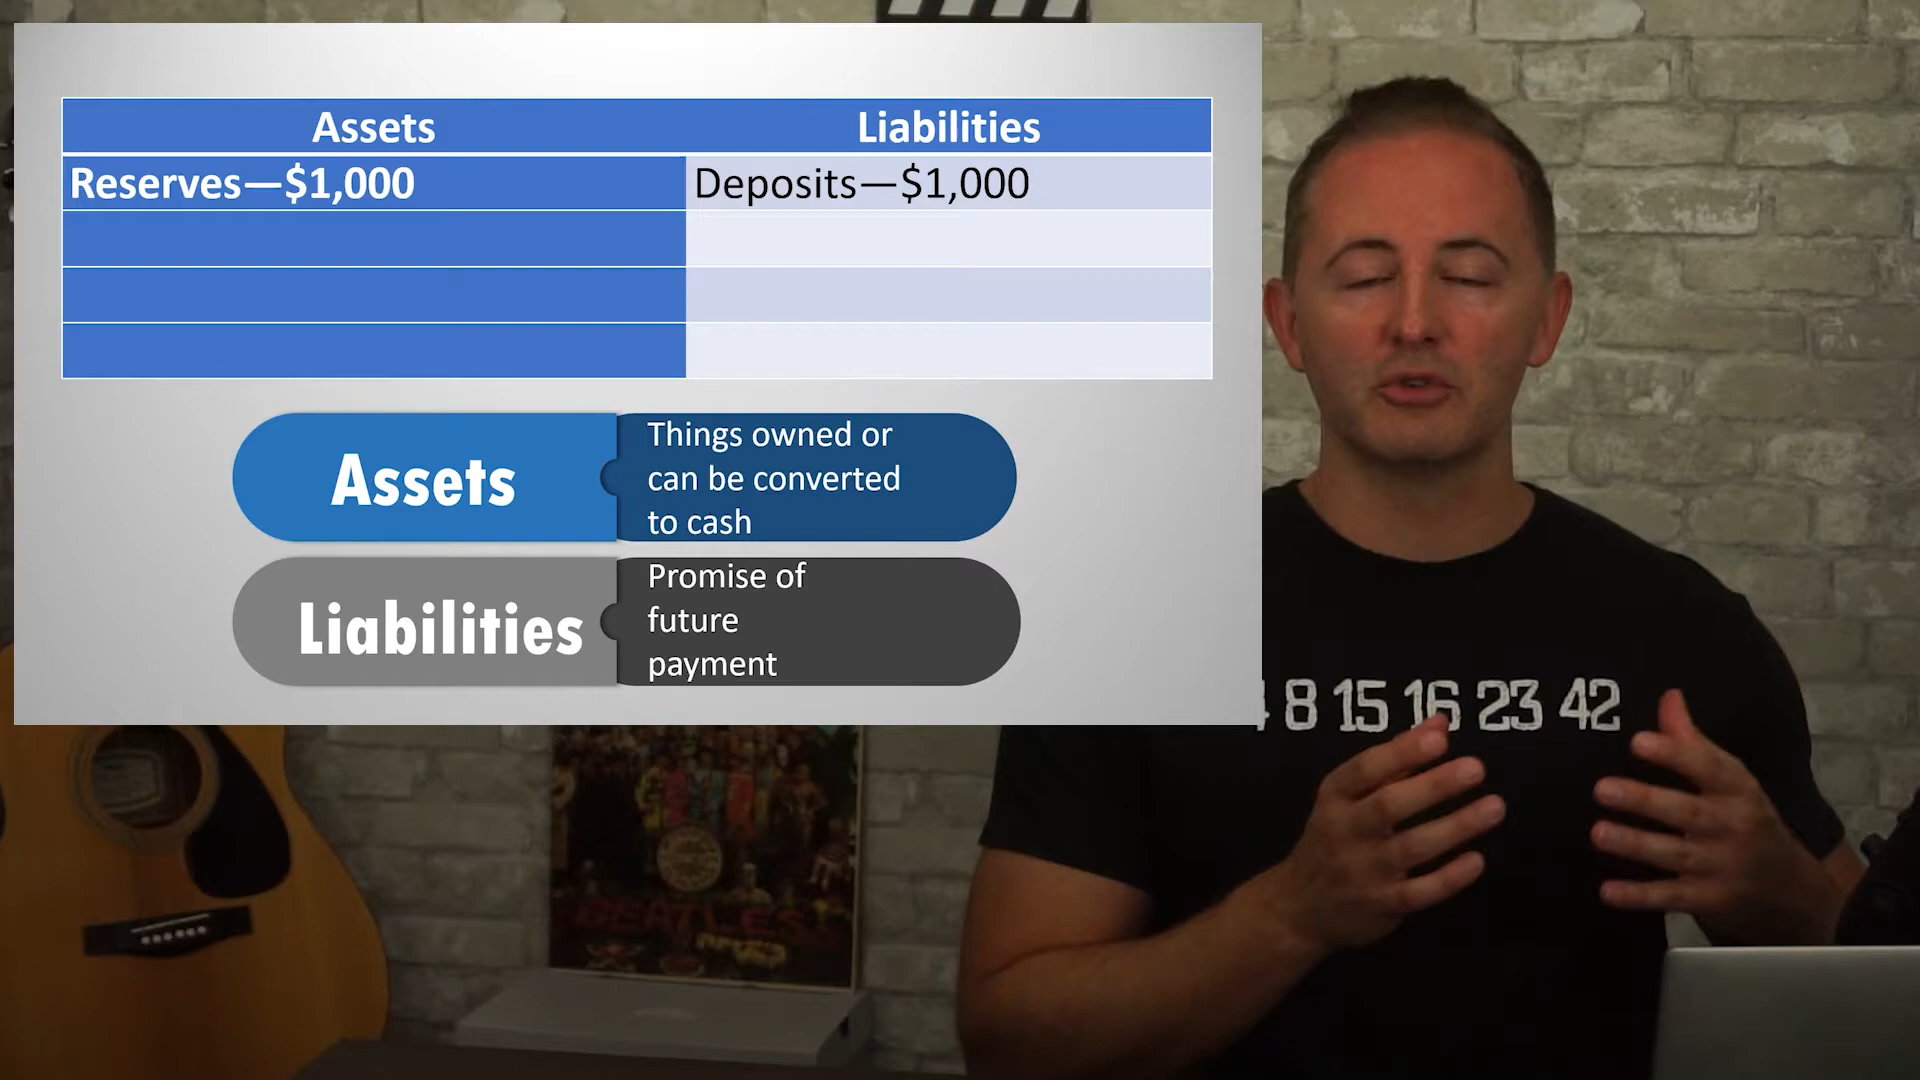 Assets
Liabilities
Reserves—$1,000
Deposits—$1,000
Assets
Things owned or
can be converted
to cash
Liabilities
Promise of
future
payment
8 15 16 23 42
BEATLES